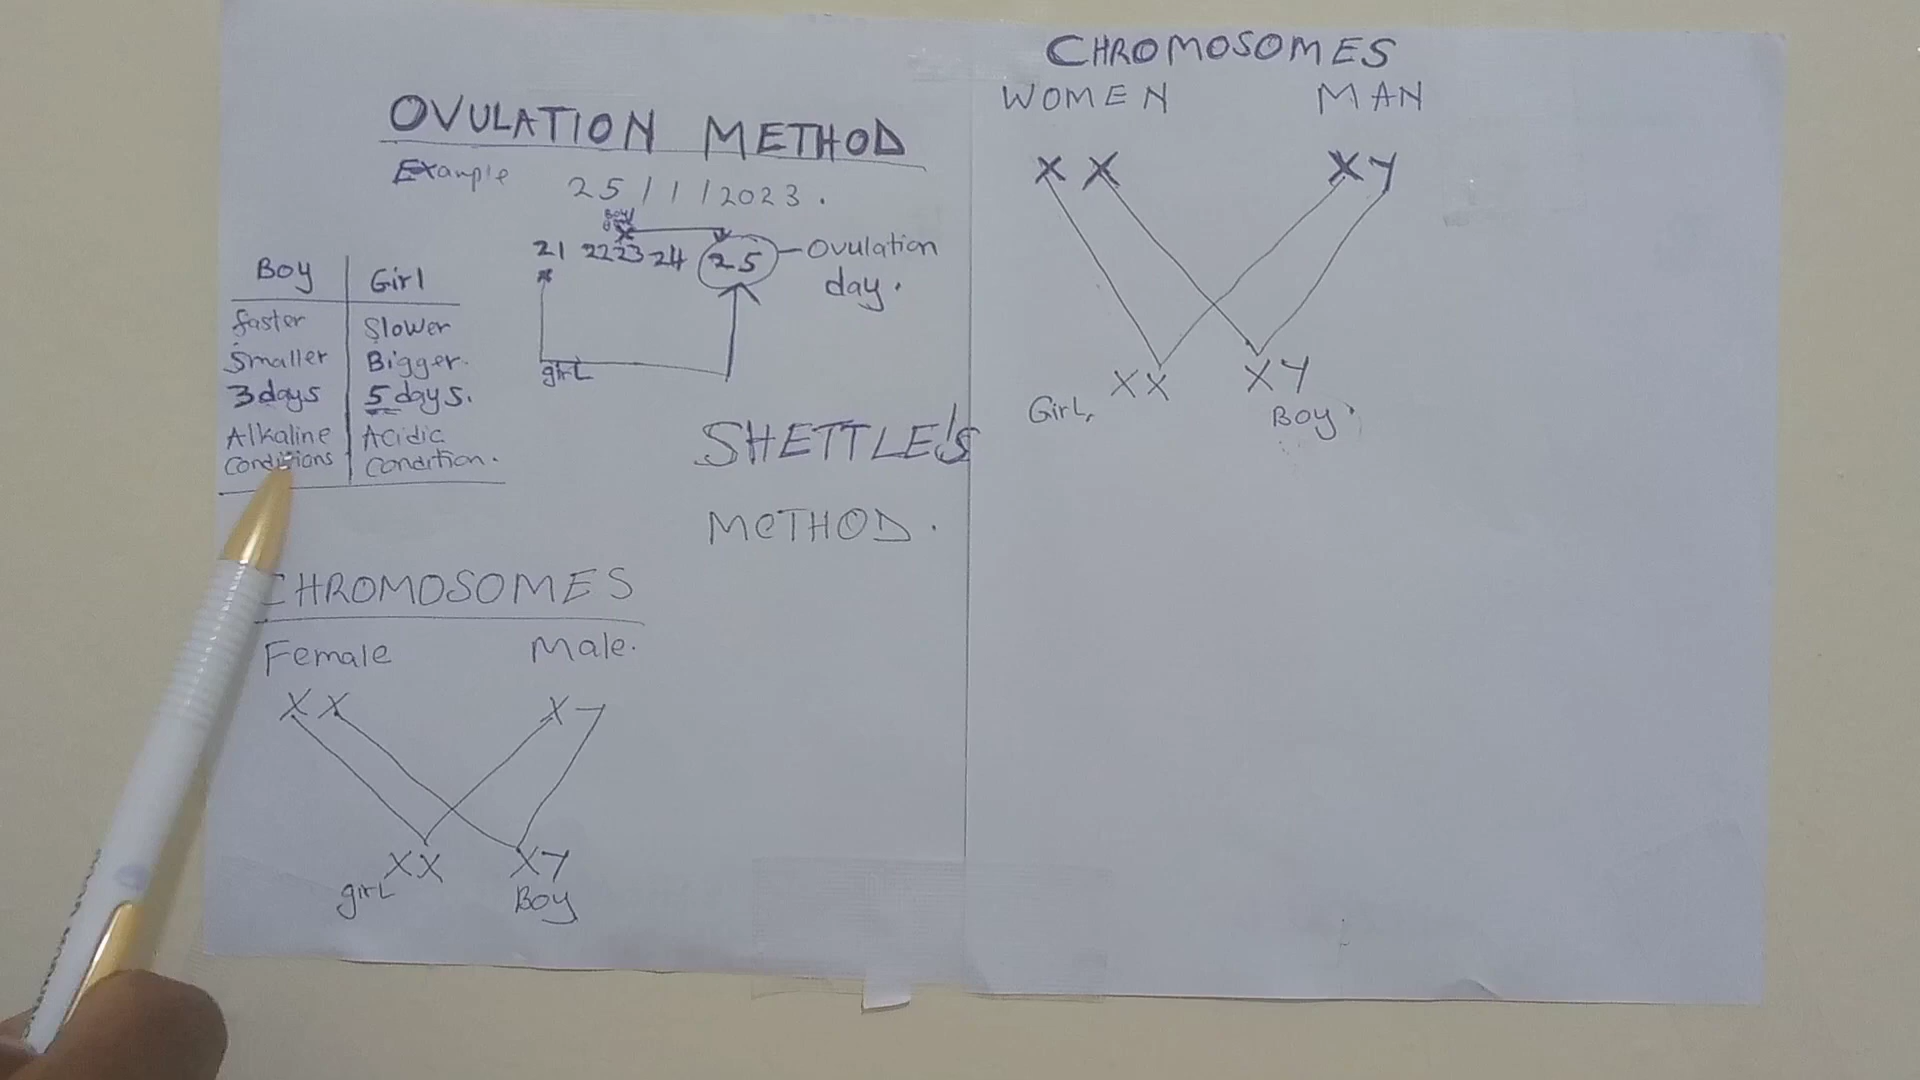 OVULATION METHOD
Example 25/1/2023.
Boy
21 22 23 24 25 Ovulation
day.
girl
Boy Girl
faster Slower
Smaller Bigger.
3 days 5 days.
Alkaline Acidic
Conditions Condition.
SHETTLE'S
METHOD.
CHROMOSOMES
Female Male.
XX XY
XX XY
girl Boy
CHROMOSOMES
WOMEN MAN
XX XY
XX XY
Girl, Boy